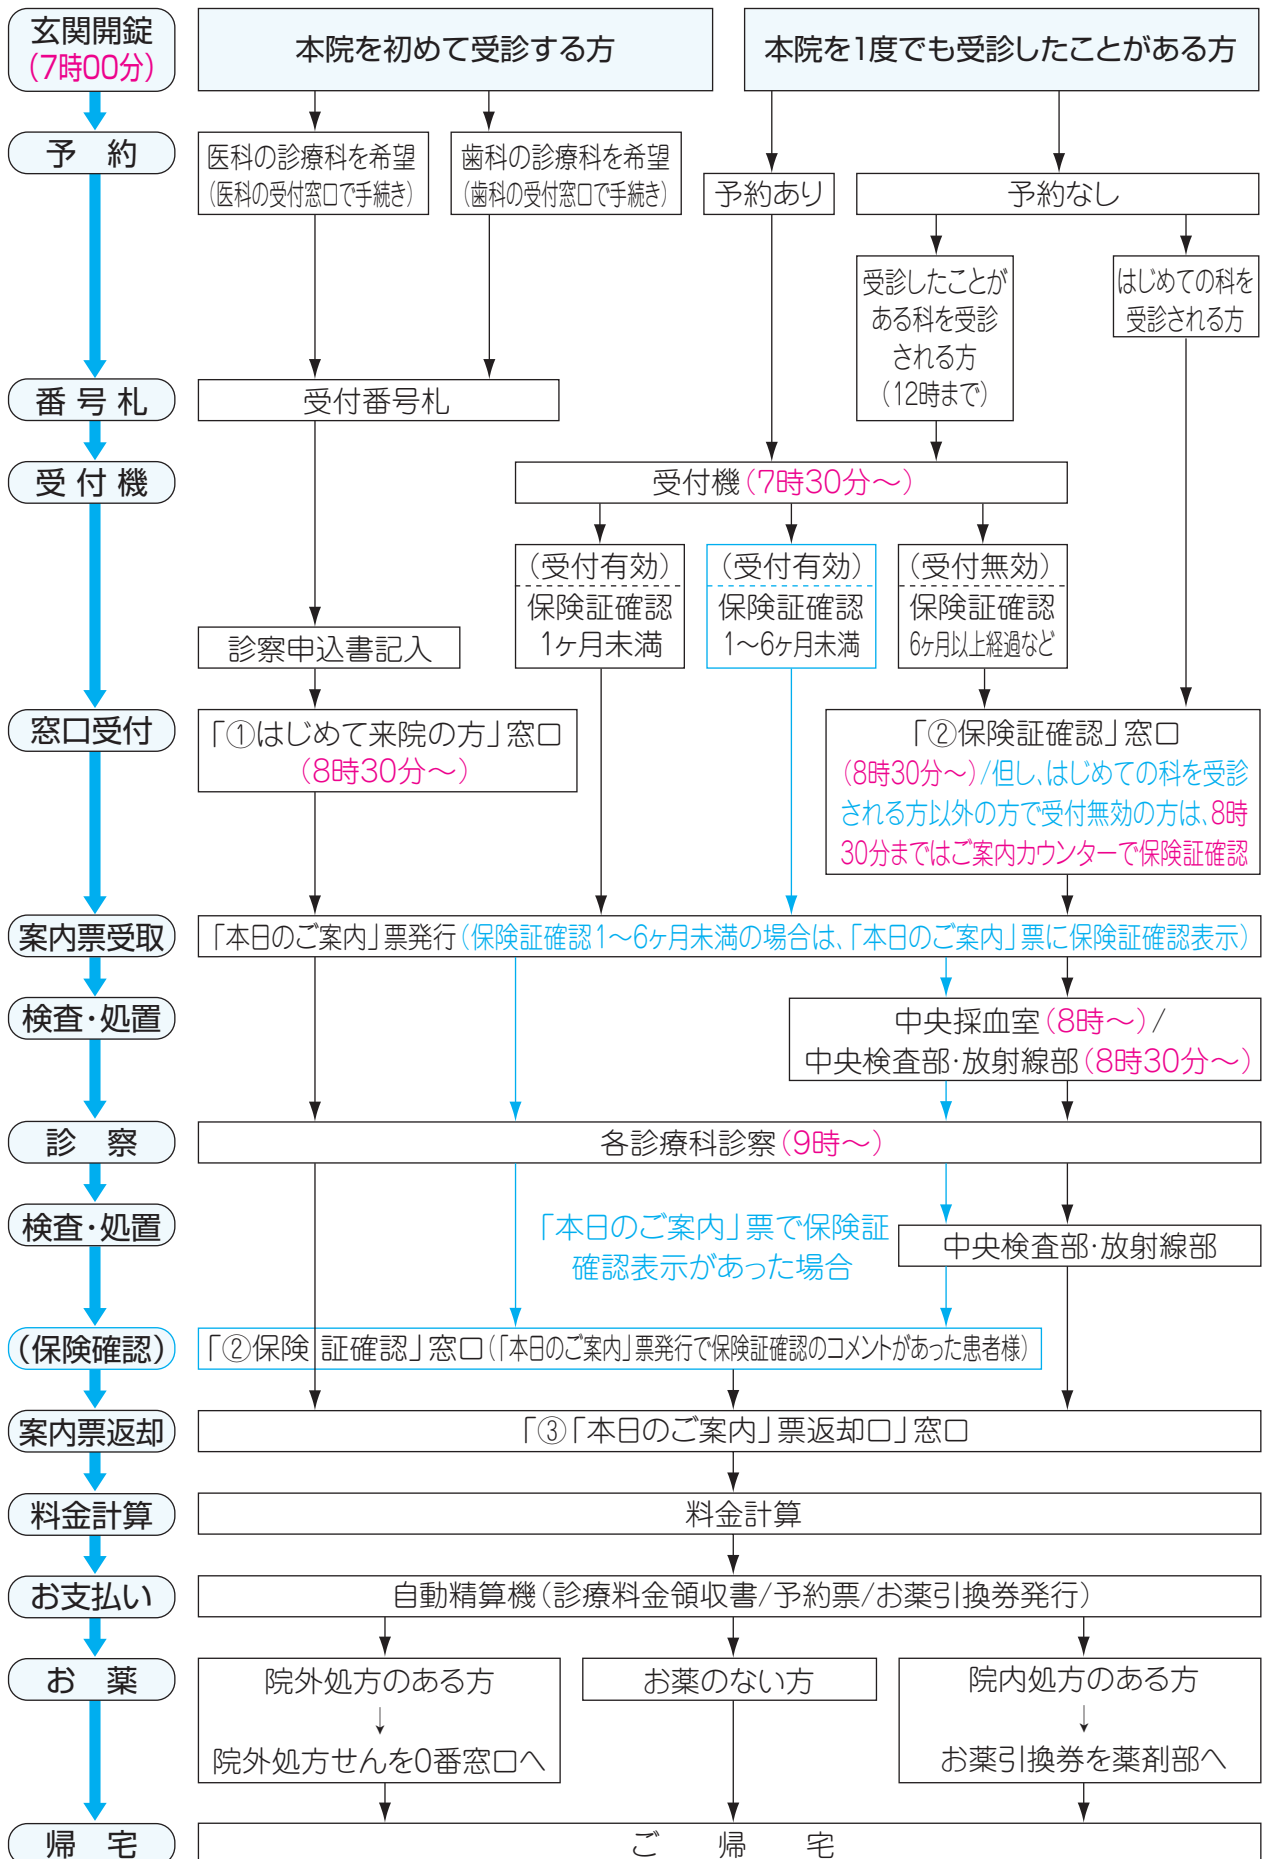 玄関開錠
(7時00分)
本院を初めて受診する方
本院を1度でも受診したことがある方
予　約
医科の診療科を希望
(医科の受付窓口で手続き)
歯科の診療科を希望
(歯科の受付窓口で手続き)
予約あり
予約なし
受診したことが
ある科を受診
される方
(12時まで)
はじめての科を
受診される方
番号札
受付番号札
受付機
受付機(7時30分～)
(受付有効)
保険証確認
1ヶ月未満
(受付有効)
保険証確認
1～6ヶ月未満
(受付無効)
保険証確認
6ヶ月以上経過など
診察申込書記入
窓口受付
「①はじめて来院の方」窓口
(8時30分～)
「②保険証確認」窓口
(8時30分～)/但し、はじめての科を受診
される方以外の方で受付無効の方は、8時
30分まではご案内カウンターで保険証確認
案内票受取
「本日のご案内」票発行(保険証確認1～6ヶ月未満の場合は、「本日のご案内」票に保険証確認表示)
検査・処置
中央採血室(8時～)/
中央検査部・放射線部(8時30分～)
診　察
各診療科診察(9時～)
検査・処置
「本日のご案内」票で保険証
確認表示があった場合
中央検査部・放射線部
(保険確認)
「②保険証確認」窓口(「本日のご案内」票発行で保険証確認のコメントがあった患者様)
案内票返却
「③「本日のご案内」票返却口」窓口
料金計算
料金計算
お支払い
自動精算機(診療料金領収書/予約票/お薬引換券発行)
お　薬
院外処方のある方
↓
院外処方せんを0番窓口へ
お薬のない方
院内処方のある方
↓
お薬引換券を薬剤部へ
帰　宅
ご　帰　宅